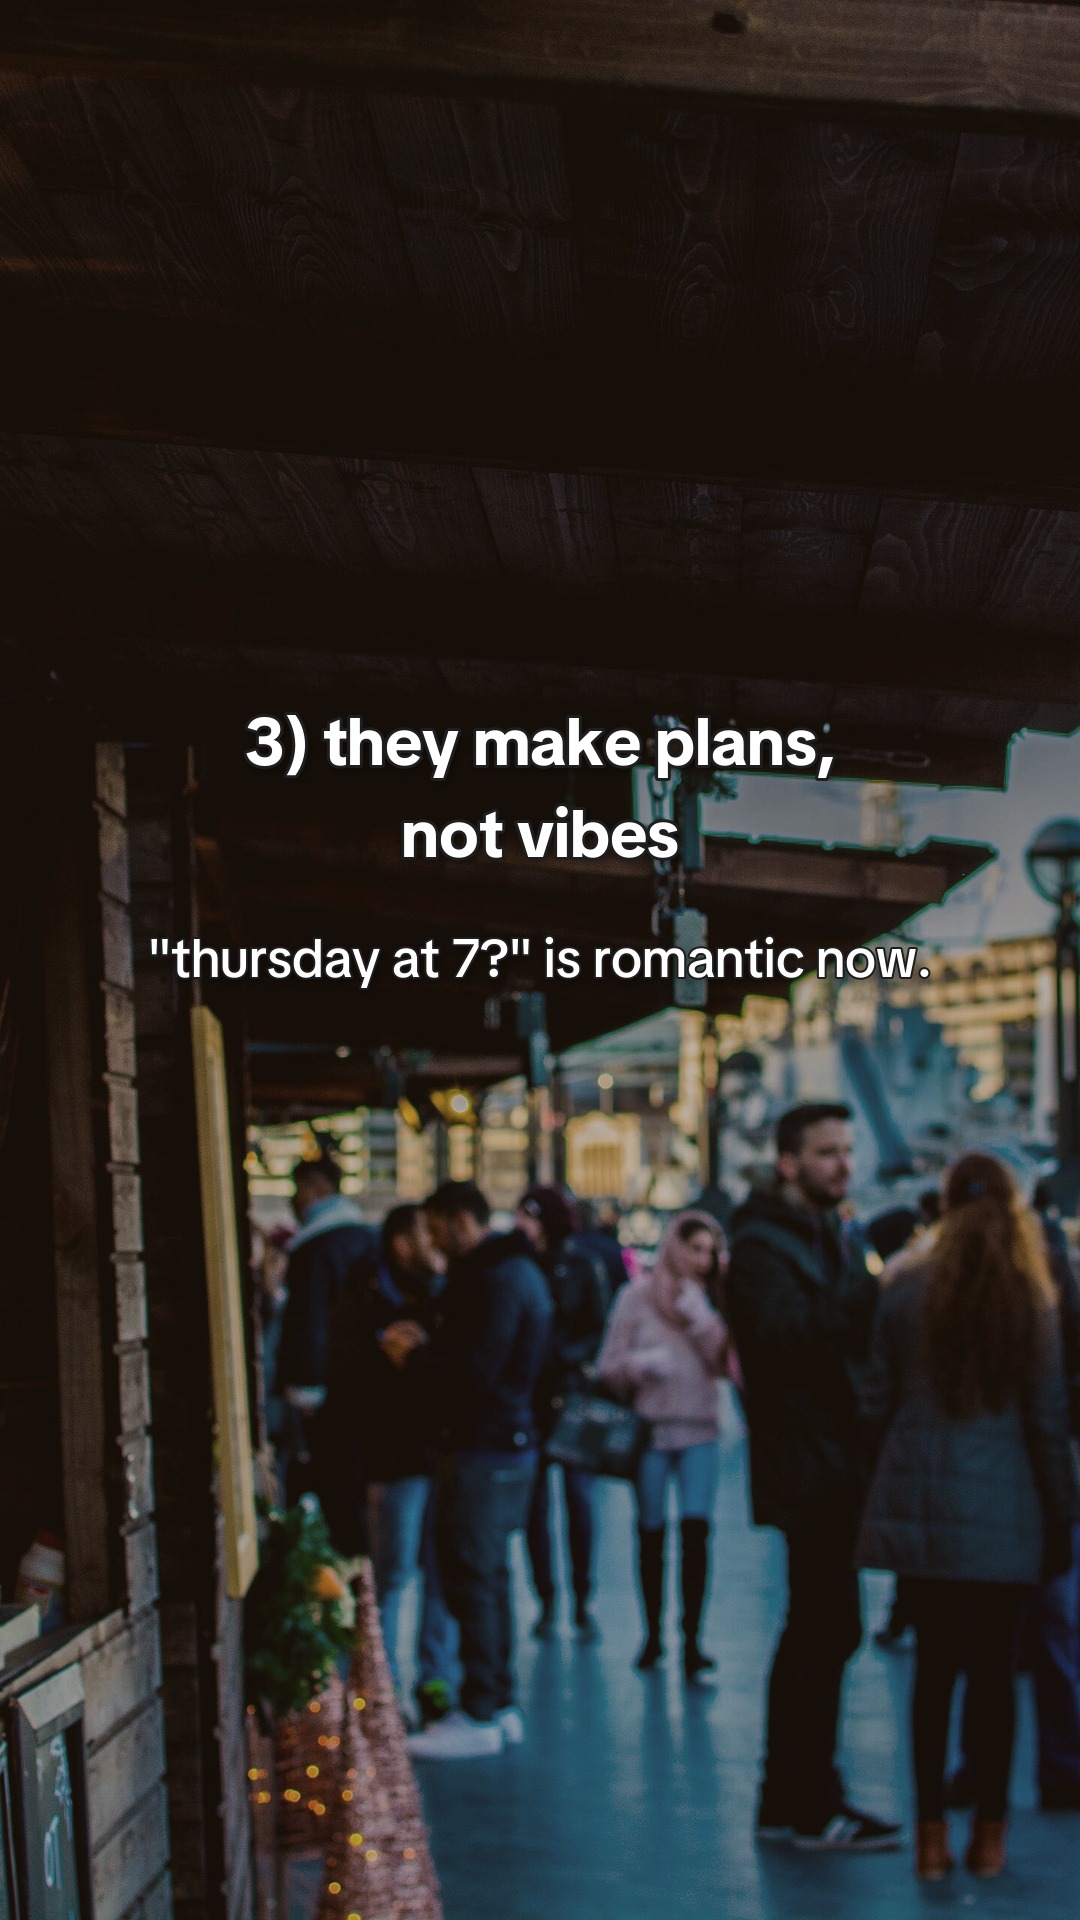 3) they make plans,
not vibes
"thursday at 7?" is romantic now.